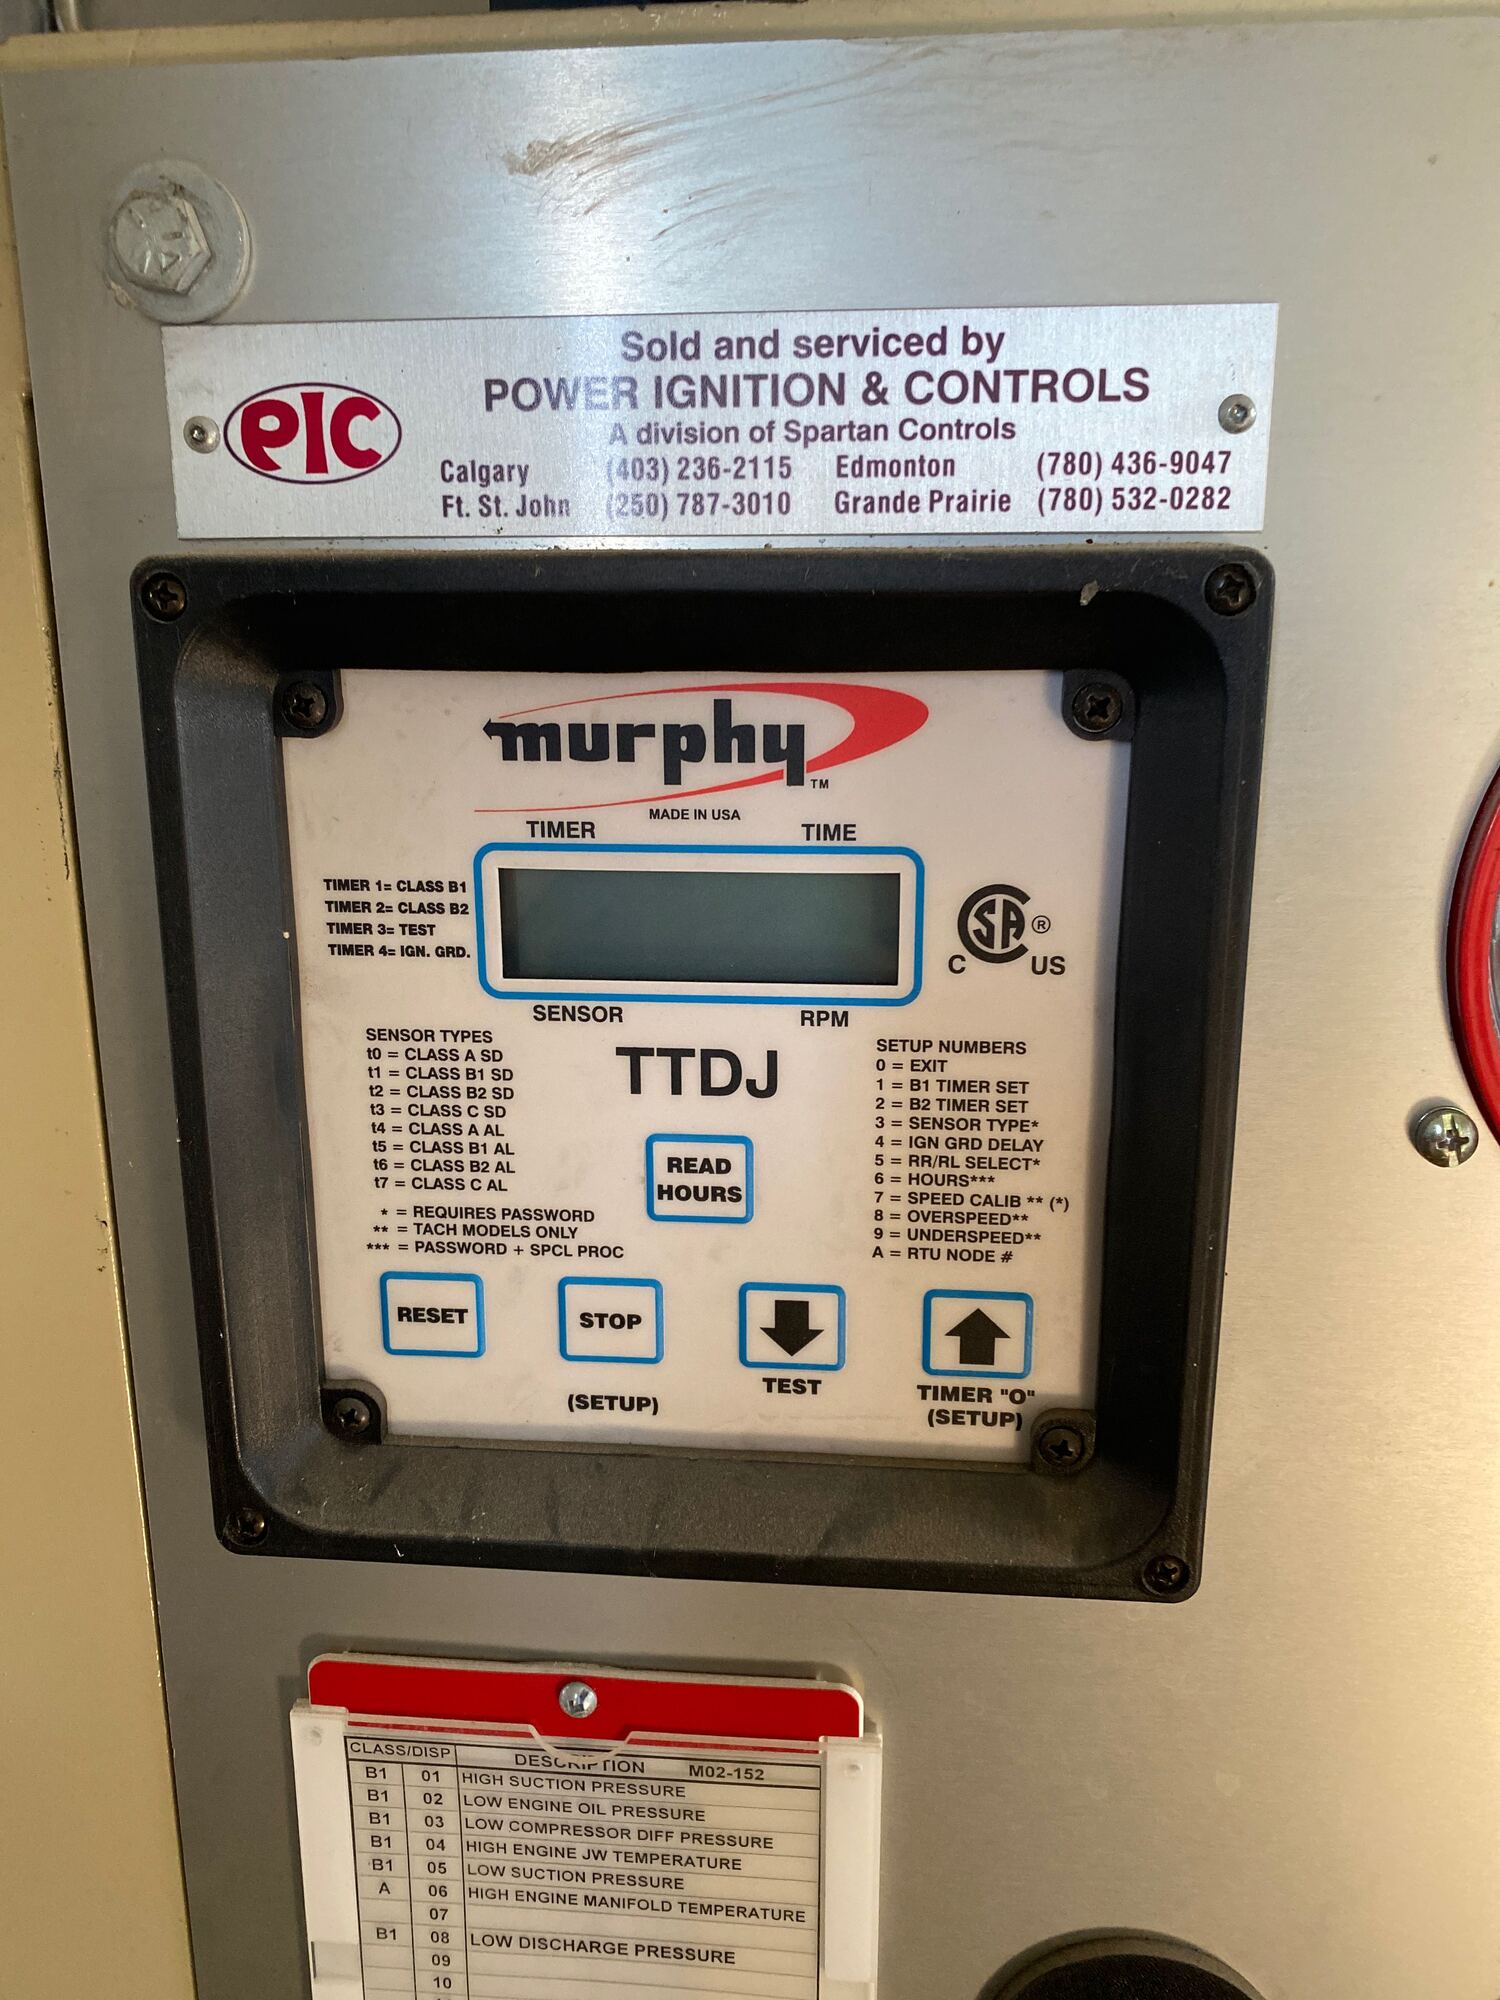 PIC
Sold and serviced by
POWER IGNITION & CONTROLS
A division of Spartan Controls
Calgary (403) 236-2115 Edmonton (780) 436-9047
Ft. St. John (250) 787-3010 Grande Prairie (780) 532-0282
murphy™
MADE IN USA
TIMER TIME
TIMER 1= CLASS B1
TIMER 2= CLASS B2
TIMER 3= TEST
TIMER 4= IGN. GRD.
CSA®
C US
SENSOR RPM
TTDJ
SENSOR TYPES
t0 = CLASS A SD
t1 = CLASS B1 SD
t2 = CLASS B2 SD
t3 = CLASS C SD
t4 = CLASS A AL
t5 = CLASS B1 AL
t6 = CLASS B2 AL
t7 = CLASS C AL
* = REQUIRES PASSWORD
** = TACH MODELS ONLY
*** = PASSWORD + SPCL PROC
READ
HOURS
SETUP NUMBERS
0 = EXIT
1 = B1 TIMER SET
2 = B2 TIMER SET
3 = SENSOR TYPE*
4 = IGN GRD DELAY
5 = RR/RL SELECT*
6 = HOURS***
7 = SPEED CALIB ** (*)
8 = OVERSPEED**
9 = UNDERSPEED**
A = RTU NODE #
RESET
STOP
(SETUP)
TEST
TIMER "O"
(SETUP)
CLASS/DISP DESCRIPTION M02-152
B1 01 HIGH SUCTION PRESSURE
B1 02 LOW ENGINE OIL PRESSURE
B1 03 LOW COMPRESSOR DIFF PRESSURE
B1 04 HIGH ENGINE JW TEMPERATURE
B1 05 LOW SUCTION PRESSURE
A 06 HIGH ENGINE MANIFOLD TEMPERATURE
07
B1 08 LOW DISCHARGE PRESSURE
09
10